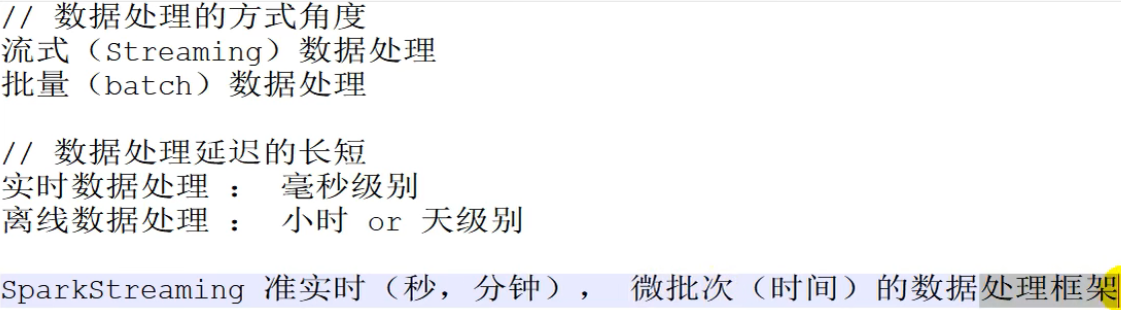 // 数据处理的方式角度
流式（Streaming）数据处理
批量（batch）数据处理
// 数据处理延迟的长短
实时数据处理 ： 毫秒级别
离线数据处理 ： 小时 or 天级别
SparkStreaming 准实时（秒，分钟）， 微批次（时间）的数据处理框架